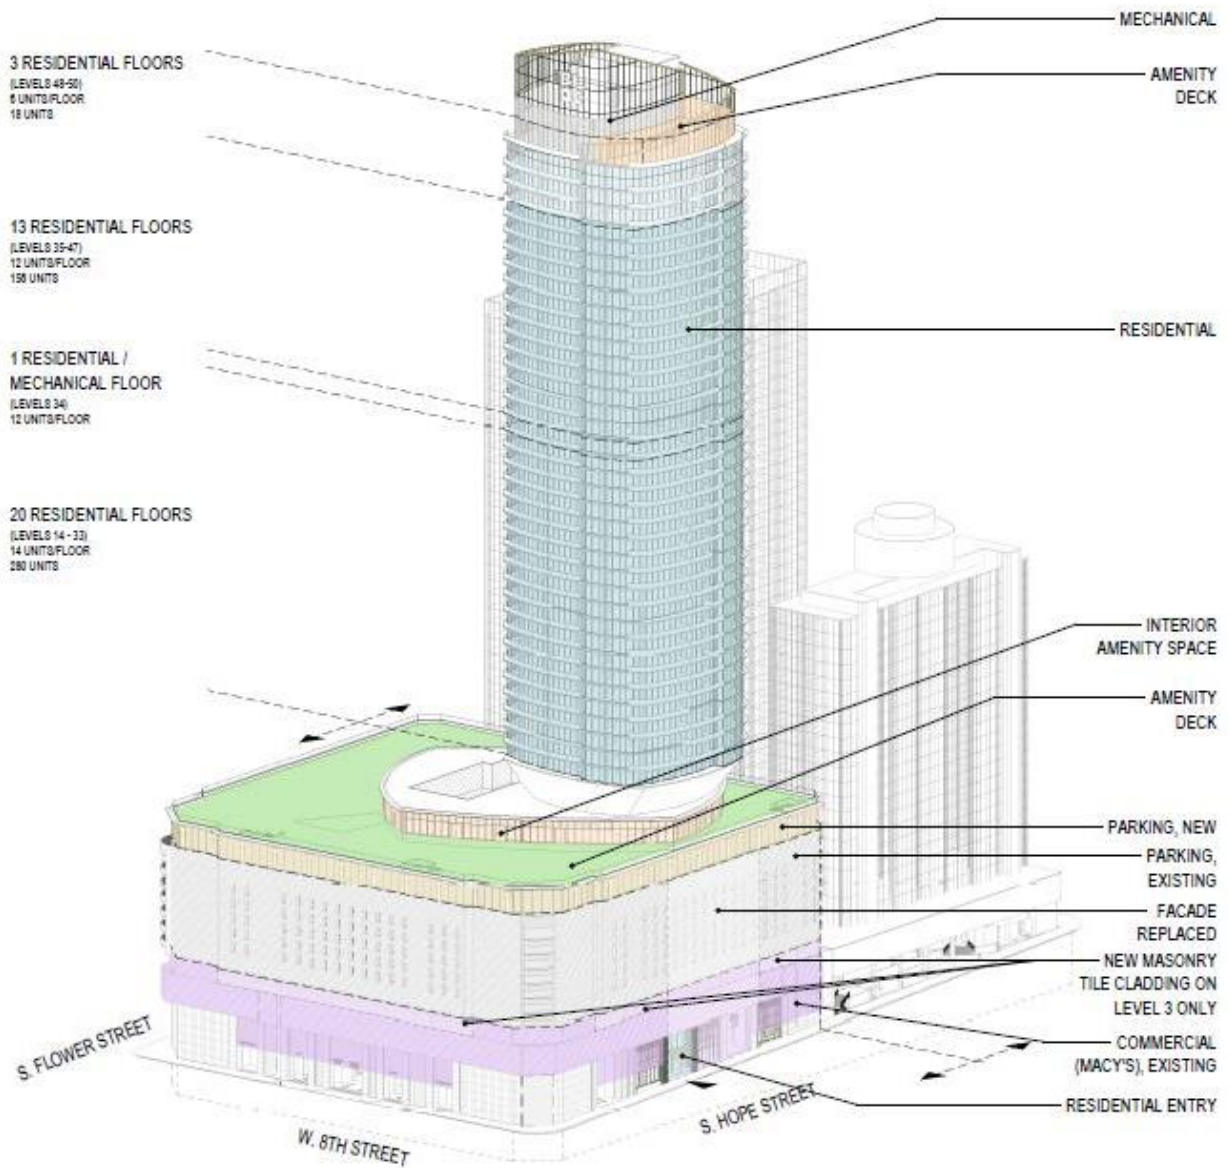 3 RESIDENTIAL FLOORS
(LEVELS 48-50)
6 UNITS/FLOOR
18 UNITS
13 RESIDENTIAL FLOORS
(LEVELS 35-47)
12 UNITS/FLOOR
156 UNITS
1 RESIDENTIAL /
MECHANICAL FLOOR
(LEVELS 34)
12 UNITS/FLOOR
20 RESIDENTIAL FLOORS
(LEVELS 14 - 33)
14 UNITS/FLOOR
280 UNITS
MECHANICAL
AMENITY
DECK
RESIDENTIAL
INTERIOR
AMENITY SPACE
AMENITY
DECK
PARKING, NEW
PARKING,
EXISTING
FACADE
REPLACED
NEW MASONRY
TILE CLADDING ON
LEVEL 3 ONLY
COMMERCIAL
(MACY'S), EXISTING
RESIDENTIAL ENTRY
S. FLOWER STREET
W. 8TH STREET
S. HOPE STREET